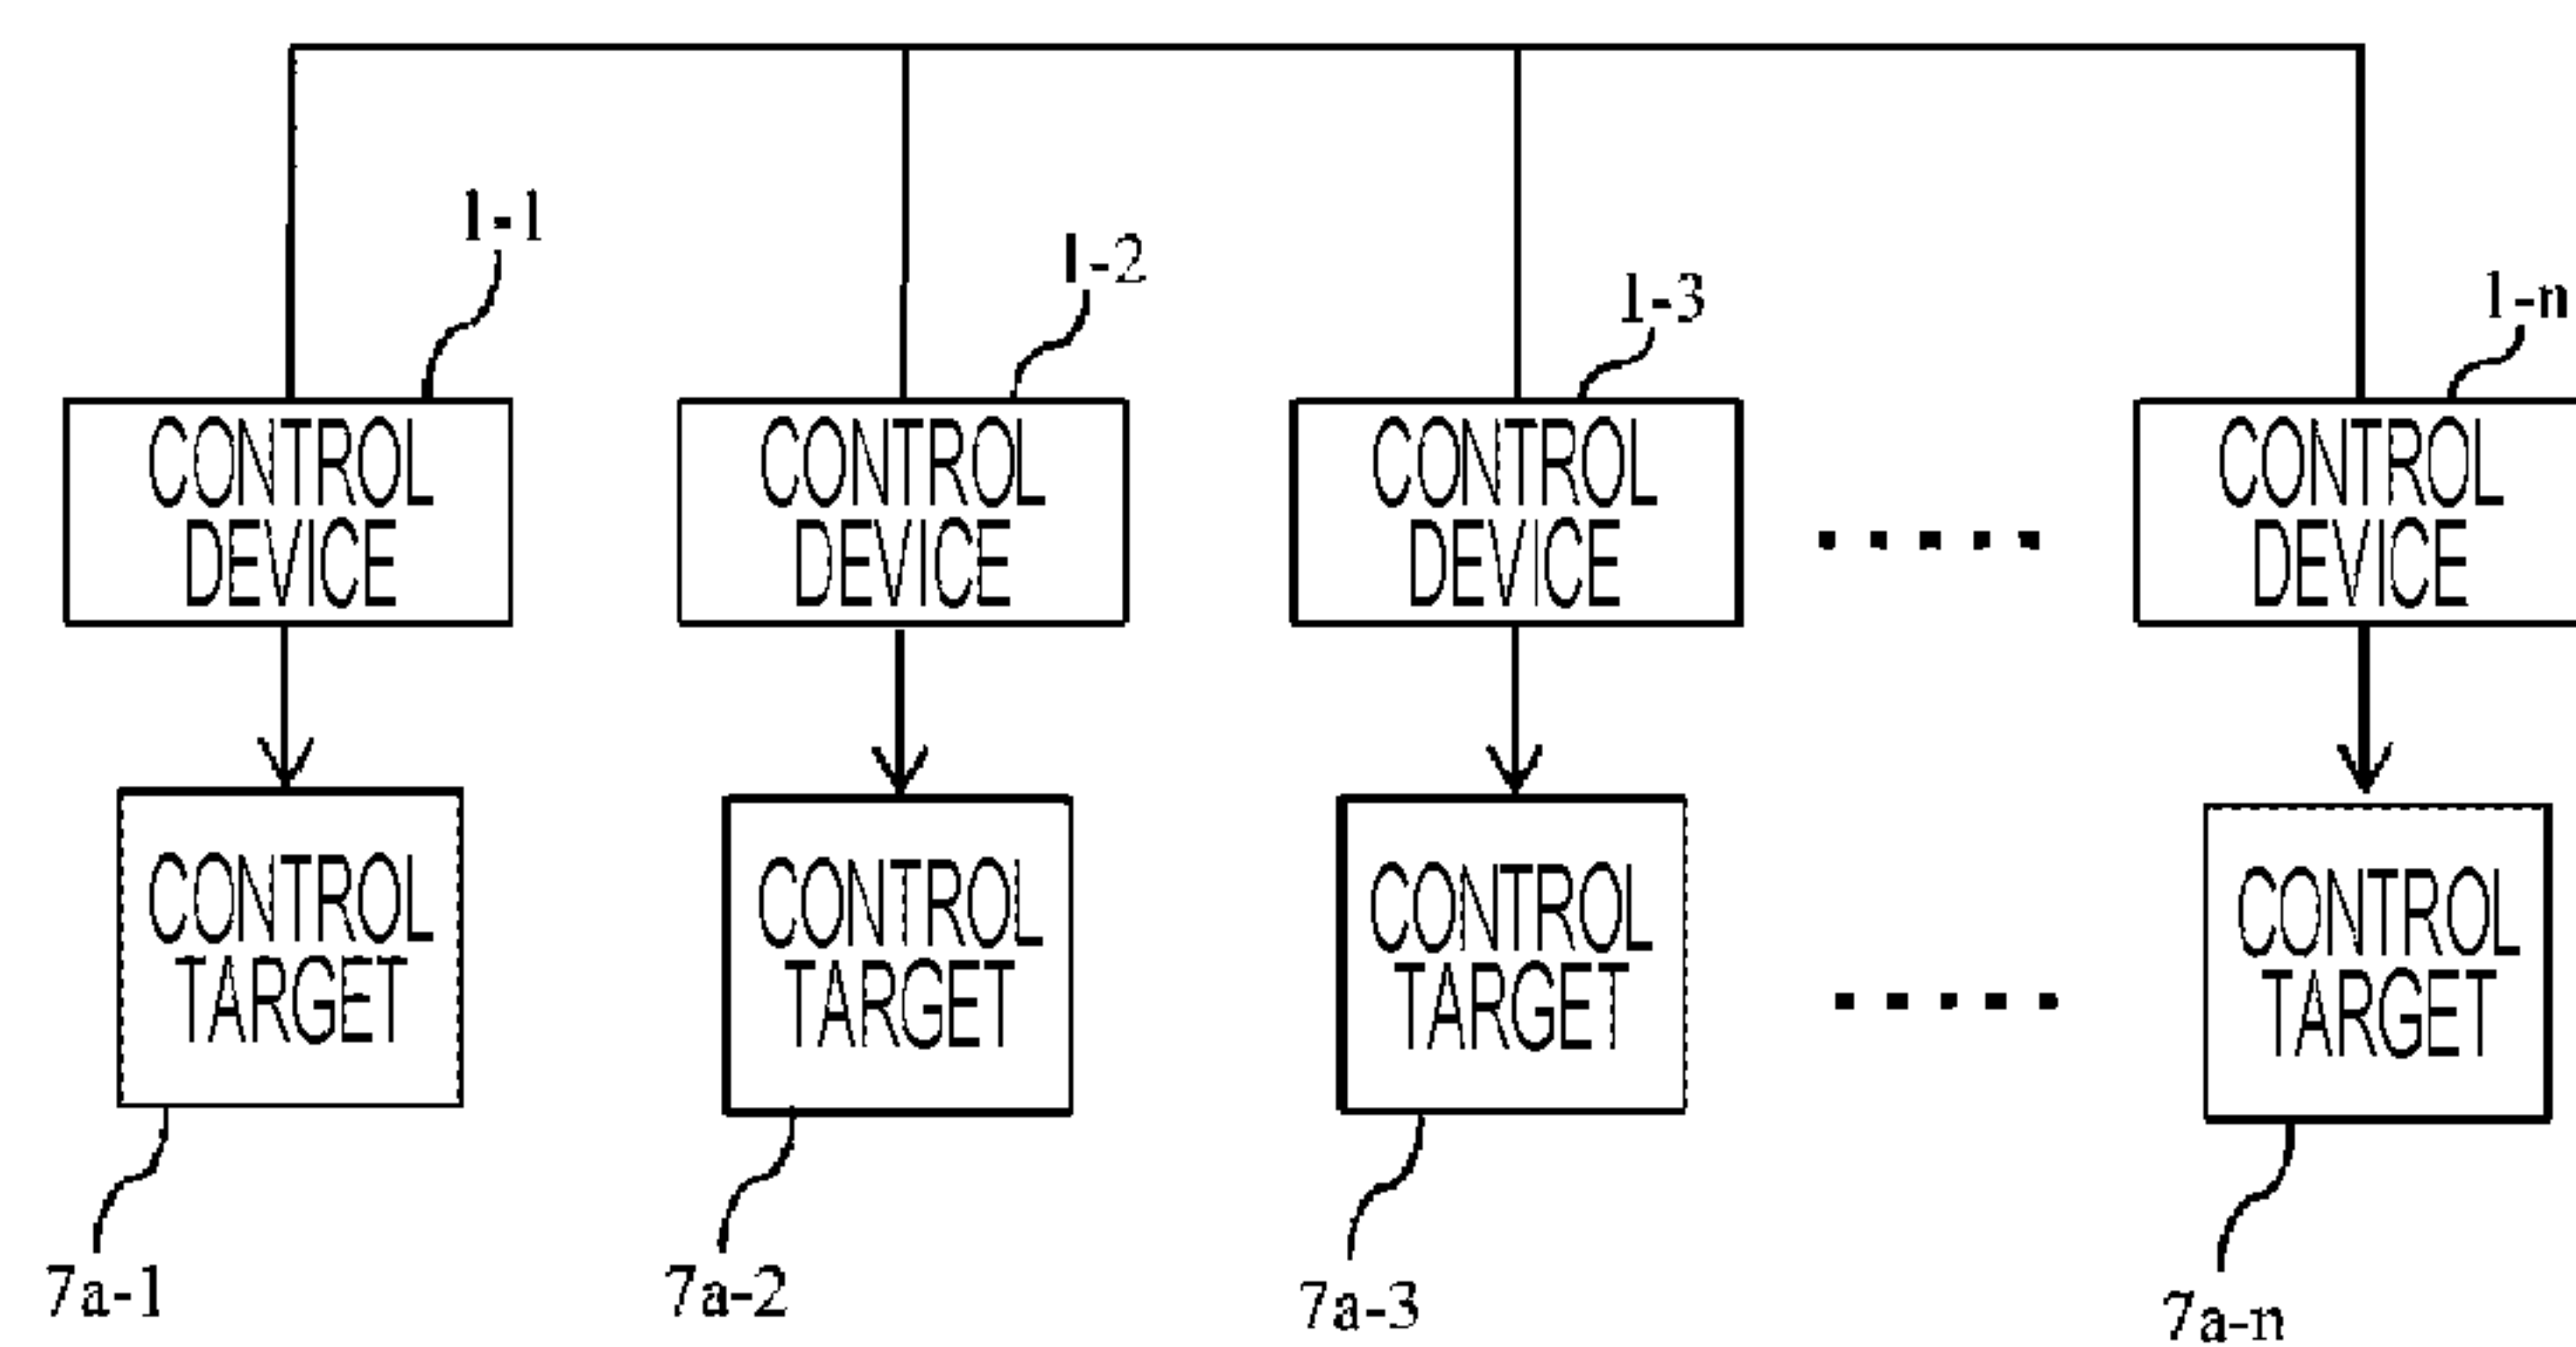 1-1
1-2
1-3
1-n
CONTROL
DEVICE
CONTROL
DEVICE
CONTROL
DEVICE
CONTROL
DEVICE
CONTROL
TARGET
CONTROL
TARGET
CONTROL
TARGET
CONTROL
TARGET
7a-1
7a-2
7a-3
7a-n